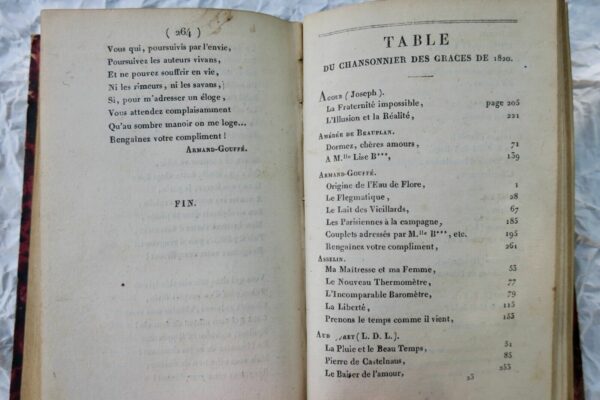 ( 264 )
Vous qui, poursuivis par l'envie,
Poursuivez les auteurs vivans,
Et ne pouvez souffrir en vie,
Ni les rimeurs, ni les savans,
Si, pour m'adresser un éloge,
Vous attendez complaisamment
Qu'au sombre manoir on me loge...
Rengainez votre compliment !
ARMAND-GOUFFÉ.
FIN.
TABLE
DU CHANSONNIER DES GRACES DE 1820.
(Joseph).
La Fraternité impossible, page 205
L'Illusion et la Réalité, 221
AMÉDÉE DE BEAUPLAN.
Dormez, chères amours, 71
A M.lle Lise B***, 139
ARMAND-GOUFFÉ.
Origine de l'Eau de Flore, 1
Le Flegmatique, 28
Le Lait des Vieillards, 67
Les Parisiennes à la campagne, 185
Couplets adressés par M.lle B***, etc. 195
Rengainez votre compliment, 261
ASSELIN.
Ma Maîtresse et ma Femme, 53
Le Nouveau Thermomètre, 77
L'Incomparable Baromètre, 79
La Liberté, 115
Prenons le temps comme il vient,
(L. D. L.).
La Pluie et le Beau Temps, 31
Pierre de Castelnaus, 85
Le Baiser de l'amour,
23